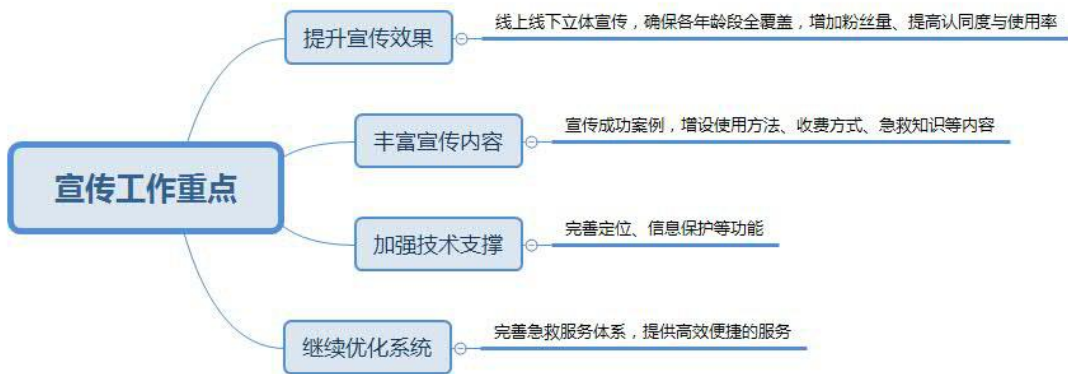 提升宣传效果
线上线下立体宣传，确保各年龄段全覆盖，增加粉丝量、提高认同度与使用率
丰富宣传内容
宣传成功案例，增设使用方法、收费方式、急救知识等内容
宣传工作重点
加强技术支撑
完善定位、信息保护等功能
继续优化系统
完善急救服务体系，提供高效便捷的服务